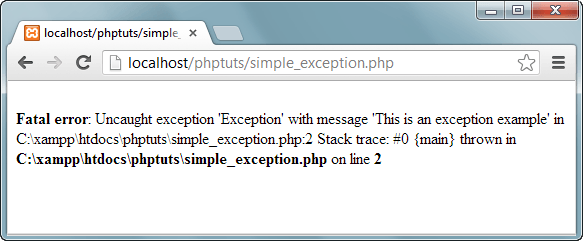 localhost/phptuts/simple_
localhost/phptuts/simple_exception.php
Fatal error: Uncaught exception 'Exception' with message 'This is an exception example' in
C:\xampp\htdocs\phptuts\simple_exception.php:2 Stack trace: #0 {main} thrown in
C:\xampp\htdocs\phptuts\simple_exception.php on line 2